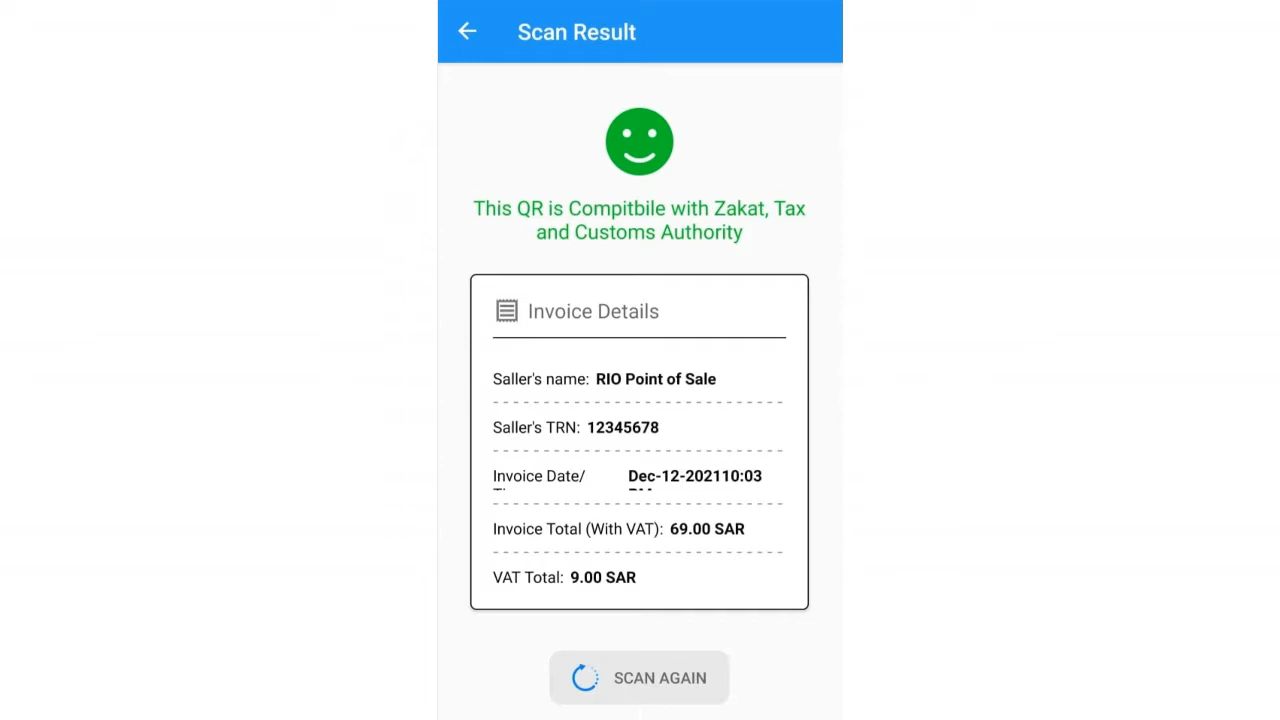 Scan Result
This QR is Compitbile with Zakat, Tax
and Customs Authority
Invoice Details
Saller's name: RIO Point of Sale
Saller's TRN: 12345678
Invoice Date/ Dec-12-202110:03
Invoice Total (With VAT): 69.00 SAR
VAT Total: 9.00 SAR
SCAN AGAIN